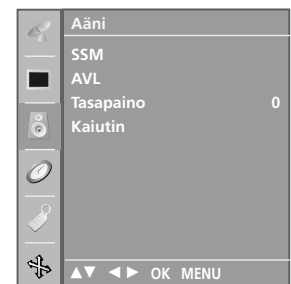 Ääni
SSM
AVL
Tasapaino 0
Kaiutin
▲▼ ◄► OK MENU